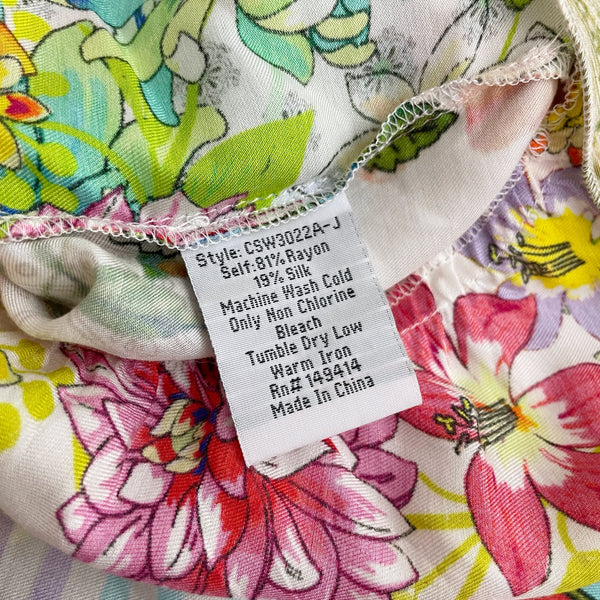 Style: CSW3022A-J
Self: 81% Rayon
19% Silk
Machine Wash Cold
Only Non Chlorine
Bleach
Tumble Dry Low
Warm Iron
Rn# 149414
Made In China